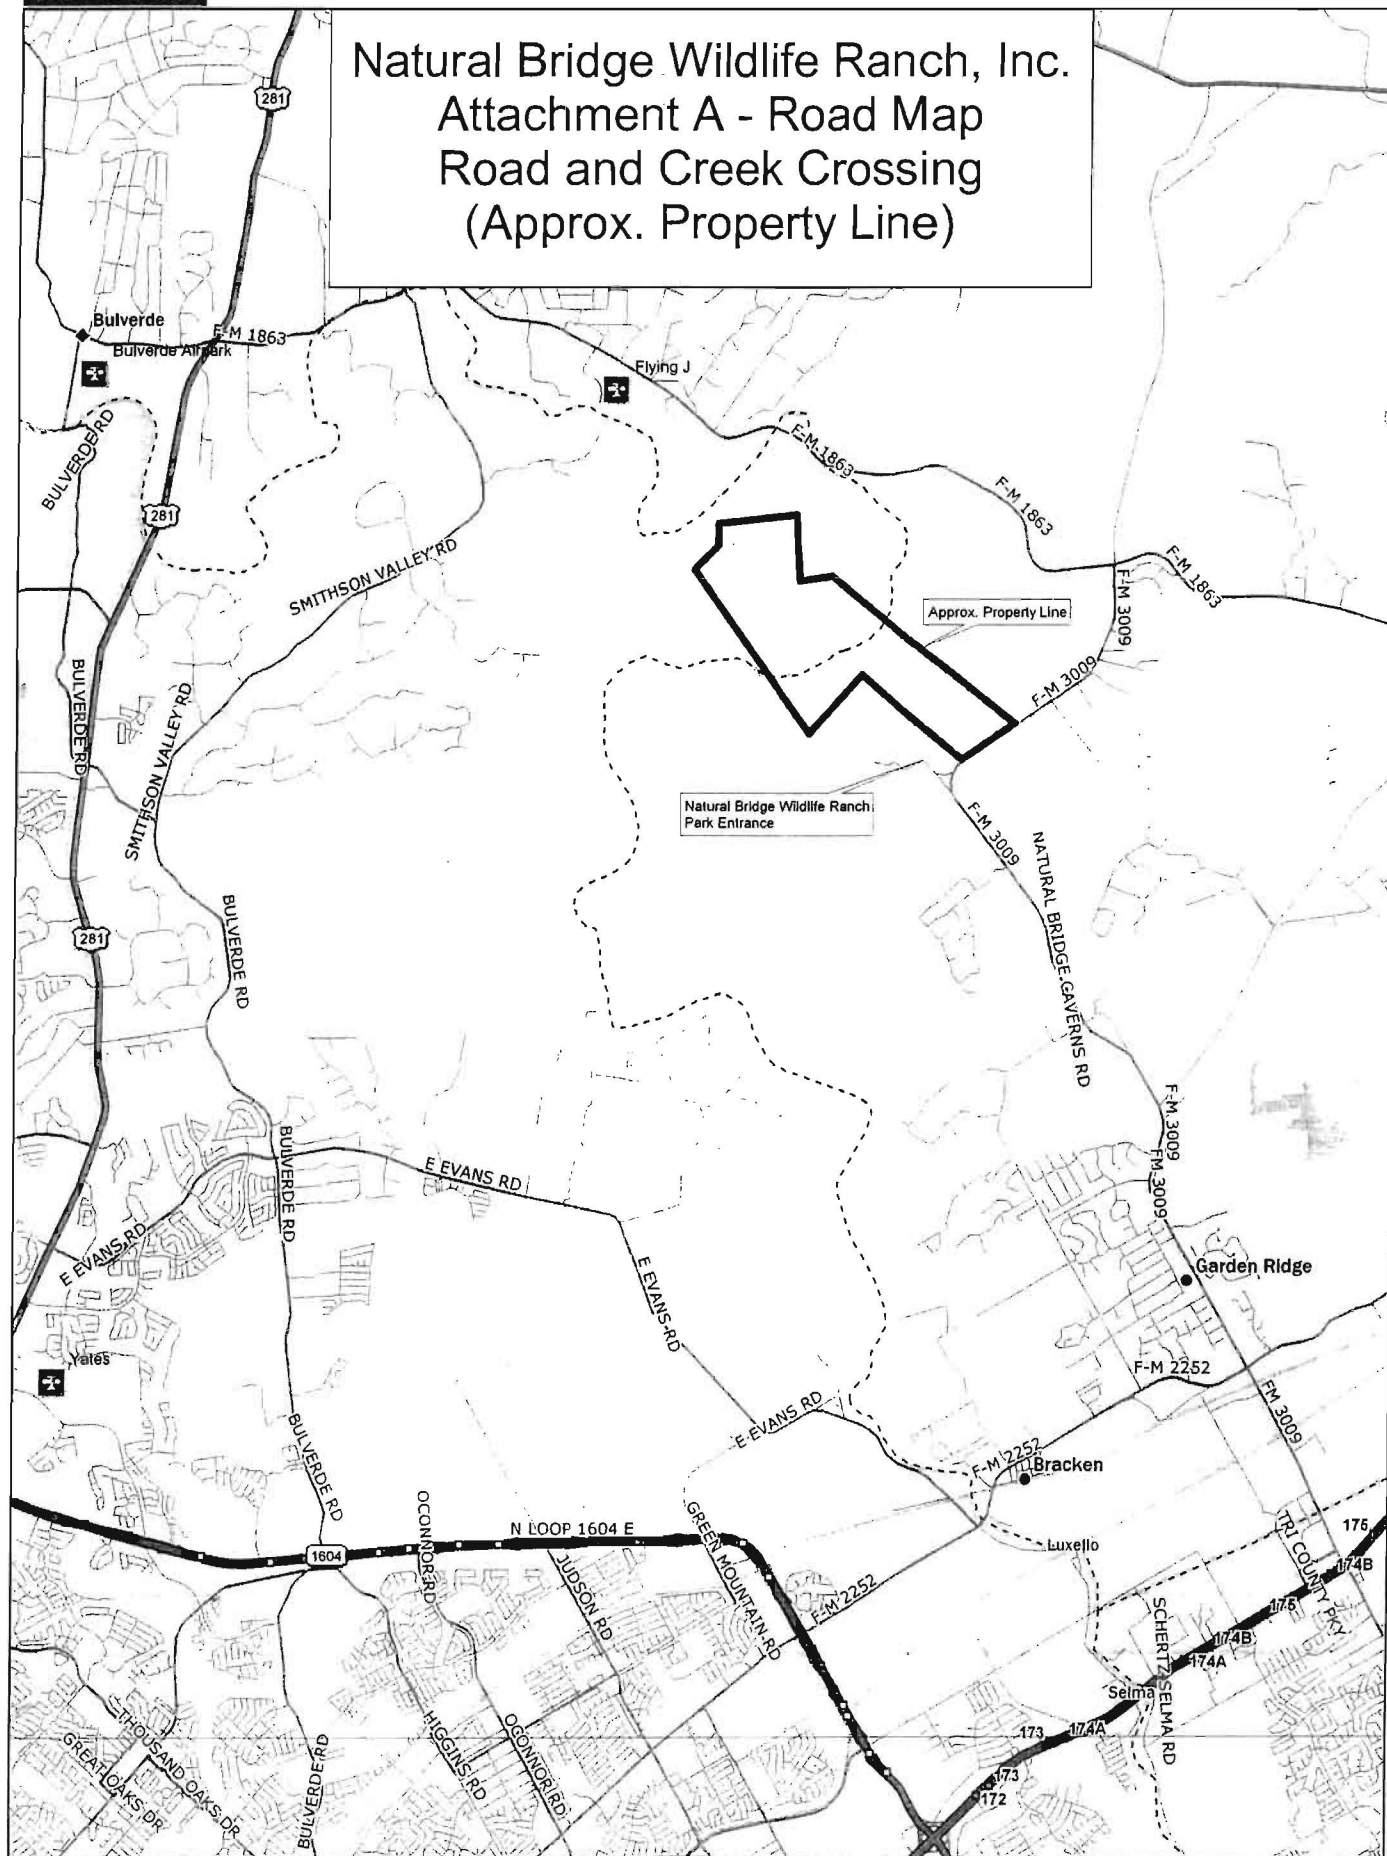 Natural Bridge Wildlife Ranch, Inc.
Attachment A - Road Map
Road and Creek Crossing
(Approx. Property Line)
281
Bulverde
F-M 1863
Bulverde Airpark
Flying J
BULVERDE RD
F-M 1863
F-M 1863
281
SMITHSON VALLEY RD
F-M 1863
F-M 3009
Approx. Property Line
BULVERDE RD
F-M 3009
SMITHSON VALLEY RD
Natural Bridge Wildlife Ranch
Park Entrance
F-M 3009
NATURAL BRIDGE CAVERNS RD
BULVERDE RD
281
F-M 3009
BULVERDE RD
E EVANS RD
FM 3009
E EVANS RD
E EVANS RD
Garden Ridge
Yates
F-M 2252
FM 3009
E EVANS RD
BULVERDE RD
F-M 2252
Bracken
OCONNOR RD
N LOOP 1604 E
GREEN MOUNTAIN RD
1604
JUDSON RD
Luxello
TRI COUNTY PKY
175
174B
F-M 2252
175
SCHERTZ
174B
174A
Selma
SELMA RD
THOUSAND OAKS DR
GREAT OAKS DR
BULVERDE RD
HIGGINS RD
OCONNOR RD
173
174A
173
172